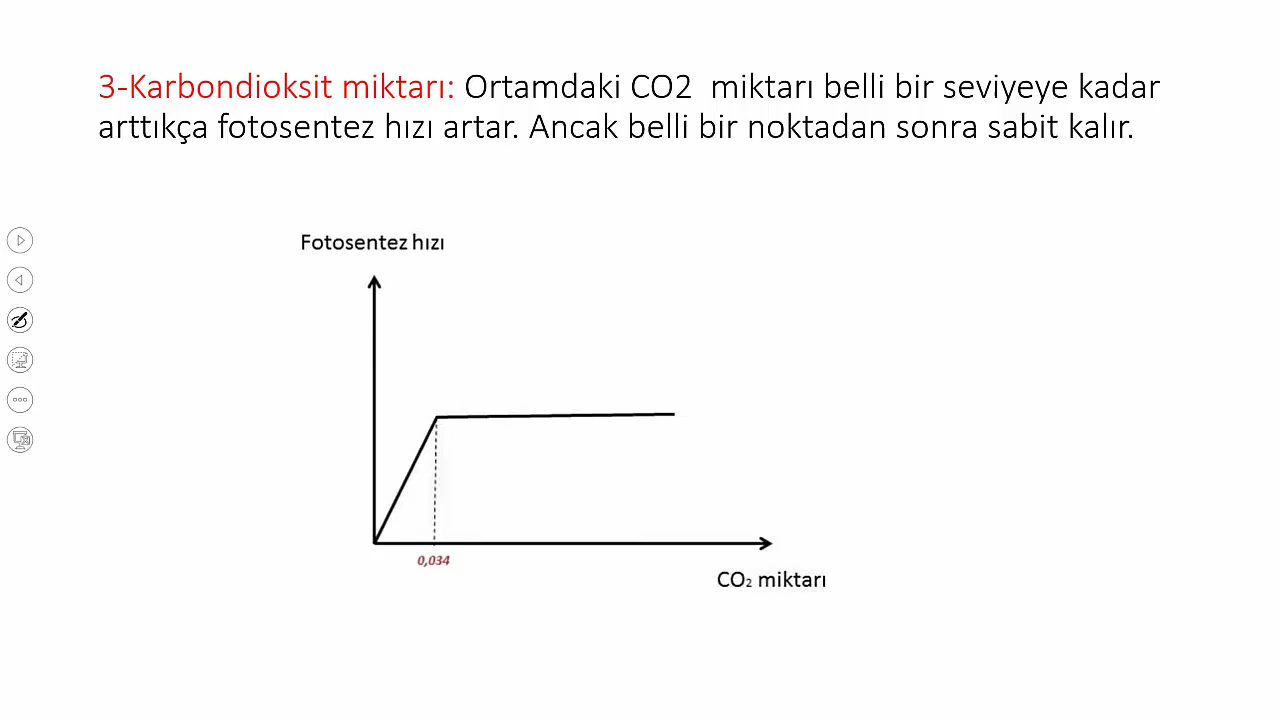 3-Karbondioksit miktarı: Ortamdaki CO2  miktarı belli bir seviyeye kadar
arttıkça fotosentez hızı artar. Ancak belli bir noktadan sonra sabit kalır.
Fotosentez hızı
0,034
CO₂ miktarı